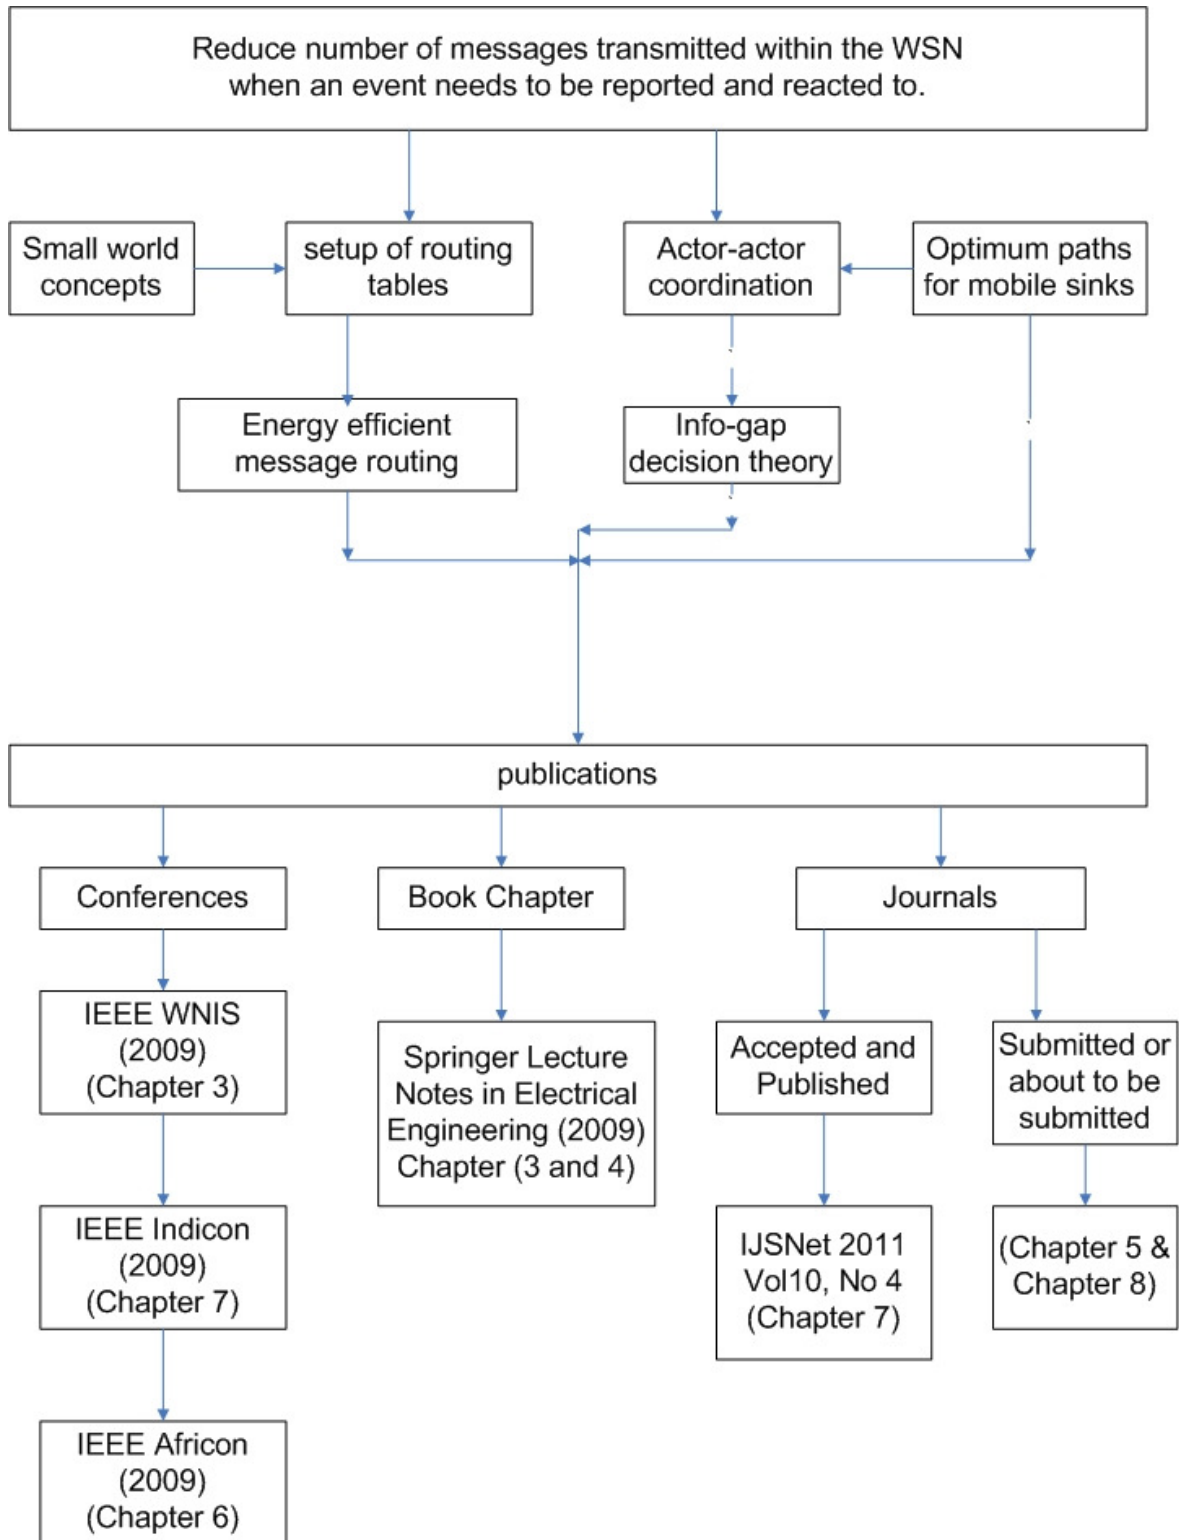 Reduce number of messages transmitted within the WSN
when an event needs to be reported and reacted to.
Small world
concepts
setup of routing
tables
Actor-actor
coordination
Optimum paths
for mobile sinks
Energy efficient
message routing
Info-gap
decision theory
publications
Conferences
Book Chapter
Journals
IEEE WNIS
(2009)
(Chapter 3)
Springer Lecture
Notes in Electrical
Engineering (2009)
Chapter (3 and 4)
Accepted and
Published
Submitted or
about to be
submitted
IEEE Indicon
(2009)
(Chapter 7)
IJSNet 2011
Vol10, No 4
(Chapter 7)
(Chapter 5 &
Chapter 8)
IEEE Africon
(2009)
(Chapter 6)